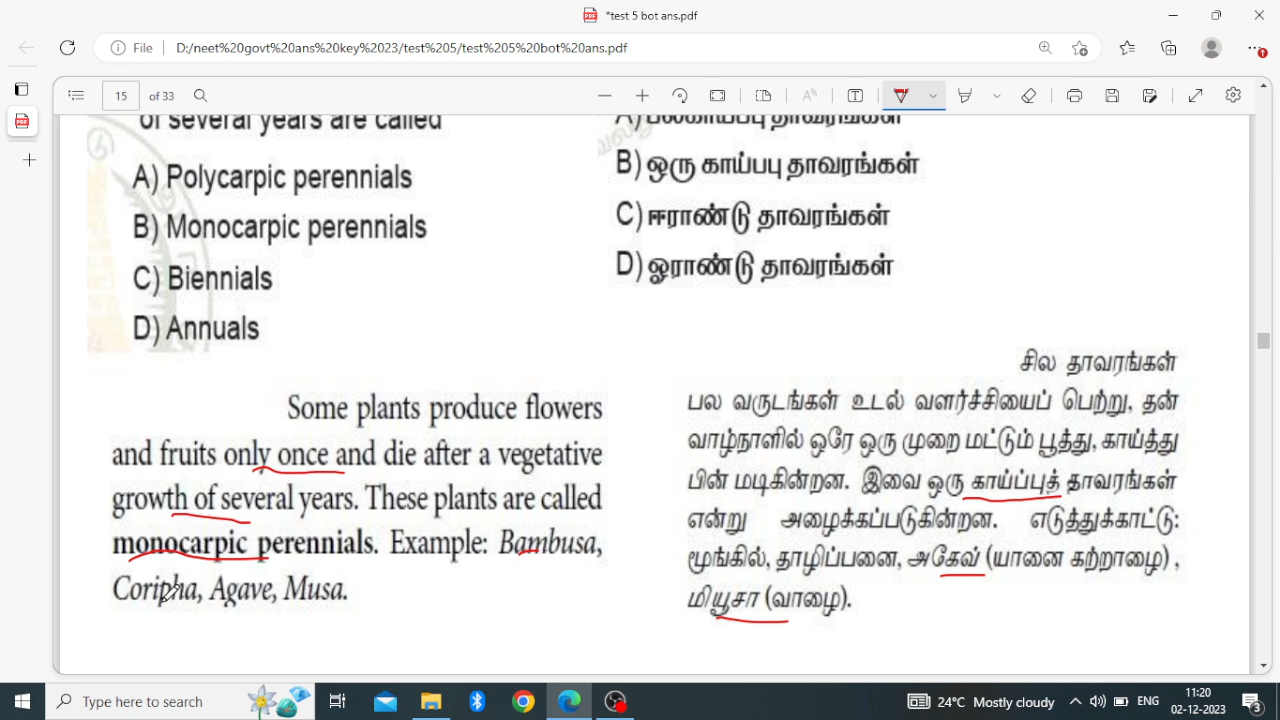 *test 5 bot ans.pdf
File
D:/neet%20govt%20ans%20key%2023/test%205/test%205%20bot%20ans.pdf
15 of 33
of several years are called
A) Polycarpic perennials
B) Monocarpic perennials
C) Biennials
D) Annuals
A) பலகாய்ப்பு தாவரங்கள்
B) ஒரு காய்பபு தாவரங்கள்
C) ஈராண்டு தாவரங்கள்
D) ஓராண்டு தாவரங்கள்
Some plants produce flowers
and fruits only once and die after a vegetative
growth of several years. These plants are called
monocarpic perennials. Example: Bambusa,
Coripha, Agave, Musa.
சில தாவரங்கள்
பல வருடங்கள் உடல் வளர்ச்சியைப் பெற்று, தன்
வாழ்நாளில் ஒரே ஒரு முறை மட்டும் பூத்து, காய்த்து
பின் மடிகின்றன. இவை ஒரு காய்ப்புத் தாவரங்கள்
என்று அழைக்கப்படுகின்றன. எடுத்துக்காட்டு:
மூங்கில், தாழிப்பனை, அகேவ் (யானை கற்றாழை) ,
மியூசா (வாழை).
Type here to search
24°C Mostly cloudy
ENG
11:20
02-12-2023
3